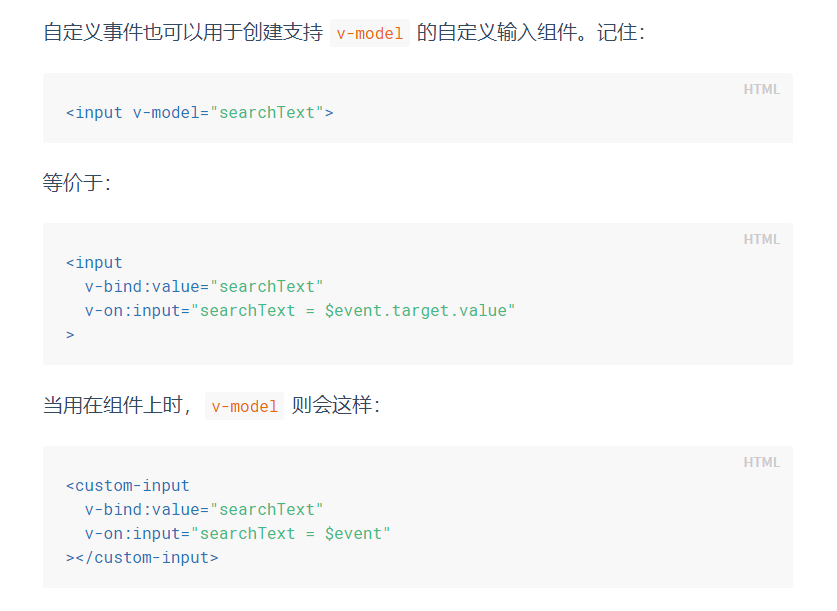 自定义事件也可以用于创建支持 v-model 的自定义输入组件。记住：
HTML
<input v-model="searchText">
等价于：
HTML
<input
  v-bind:value="searchText"
  v-on:input="searchText = $event.target.value"
>
当用在组件上时，v-model 则会这样：
HTML
<custom-input
  v-bind:value="searchText"
  v-on:input="searchText = $event"
></custom-input>